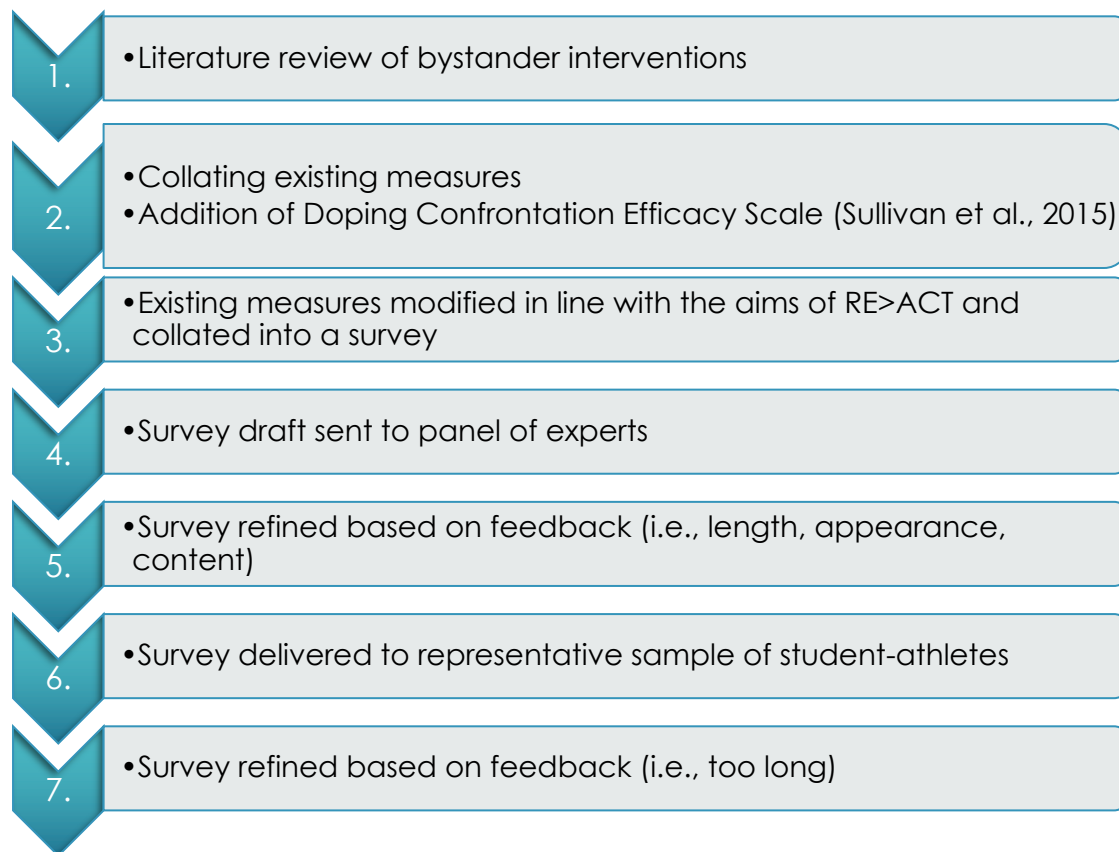 1.
•Literature review of bystander interventions
2.
•Collating existing measures
•Addition of Doping Confrontation Efficacy Scale (Sullivan et al., 2015)
3.
•Existing measures modified in line with the aims of RE>ACT and
collated into a survey
4.
•Survey draft sent to panel of experts
5.
•Survey refined based on feedback (i.e., length, appearance,
content)
6.
•Survey delivered to representative sample of student-athletes
7.
•Survey refined based on feedback (i.e., too long)